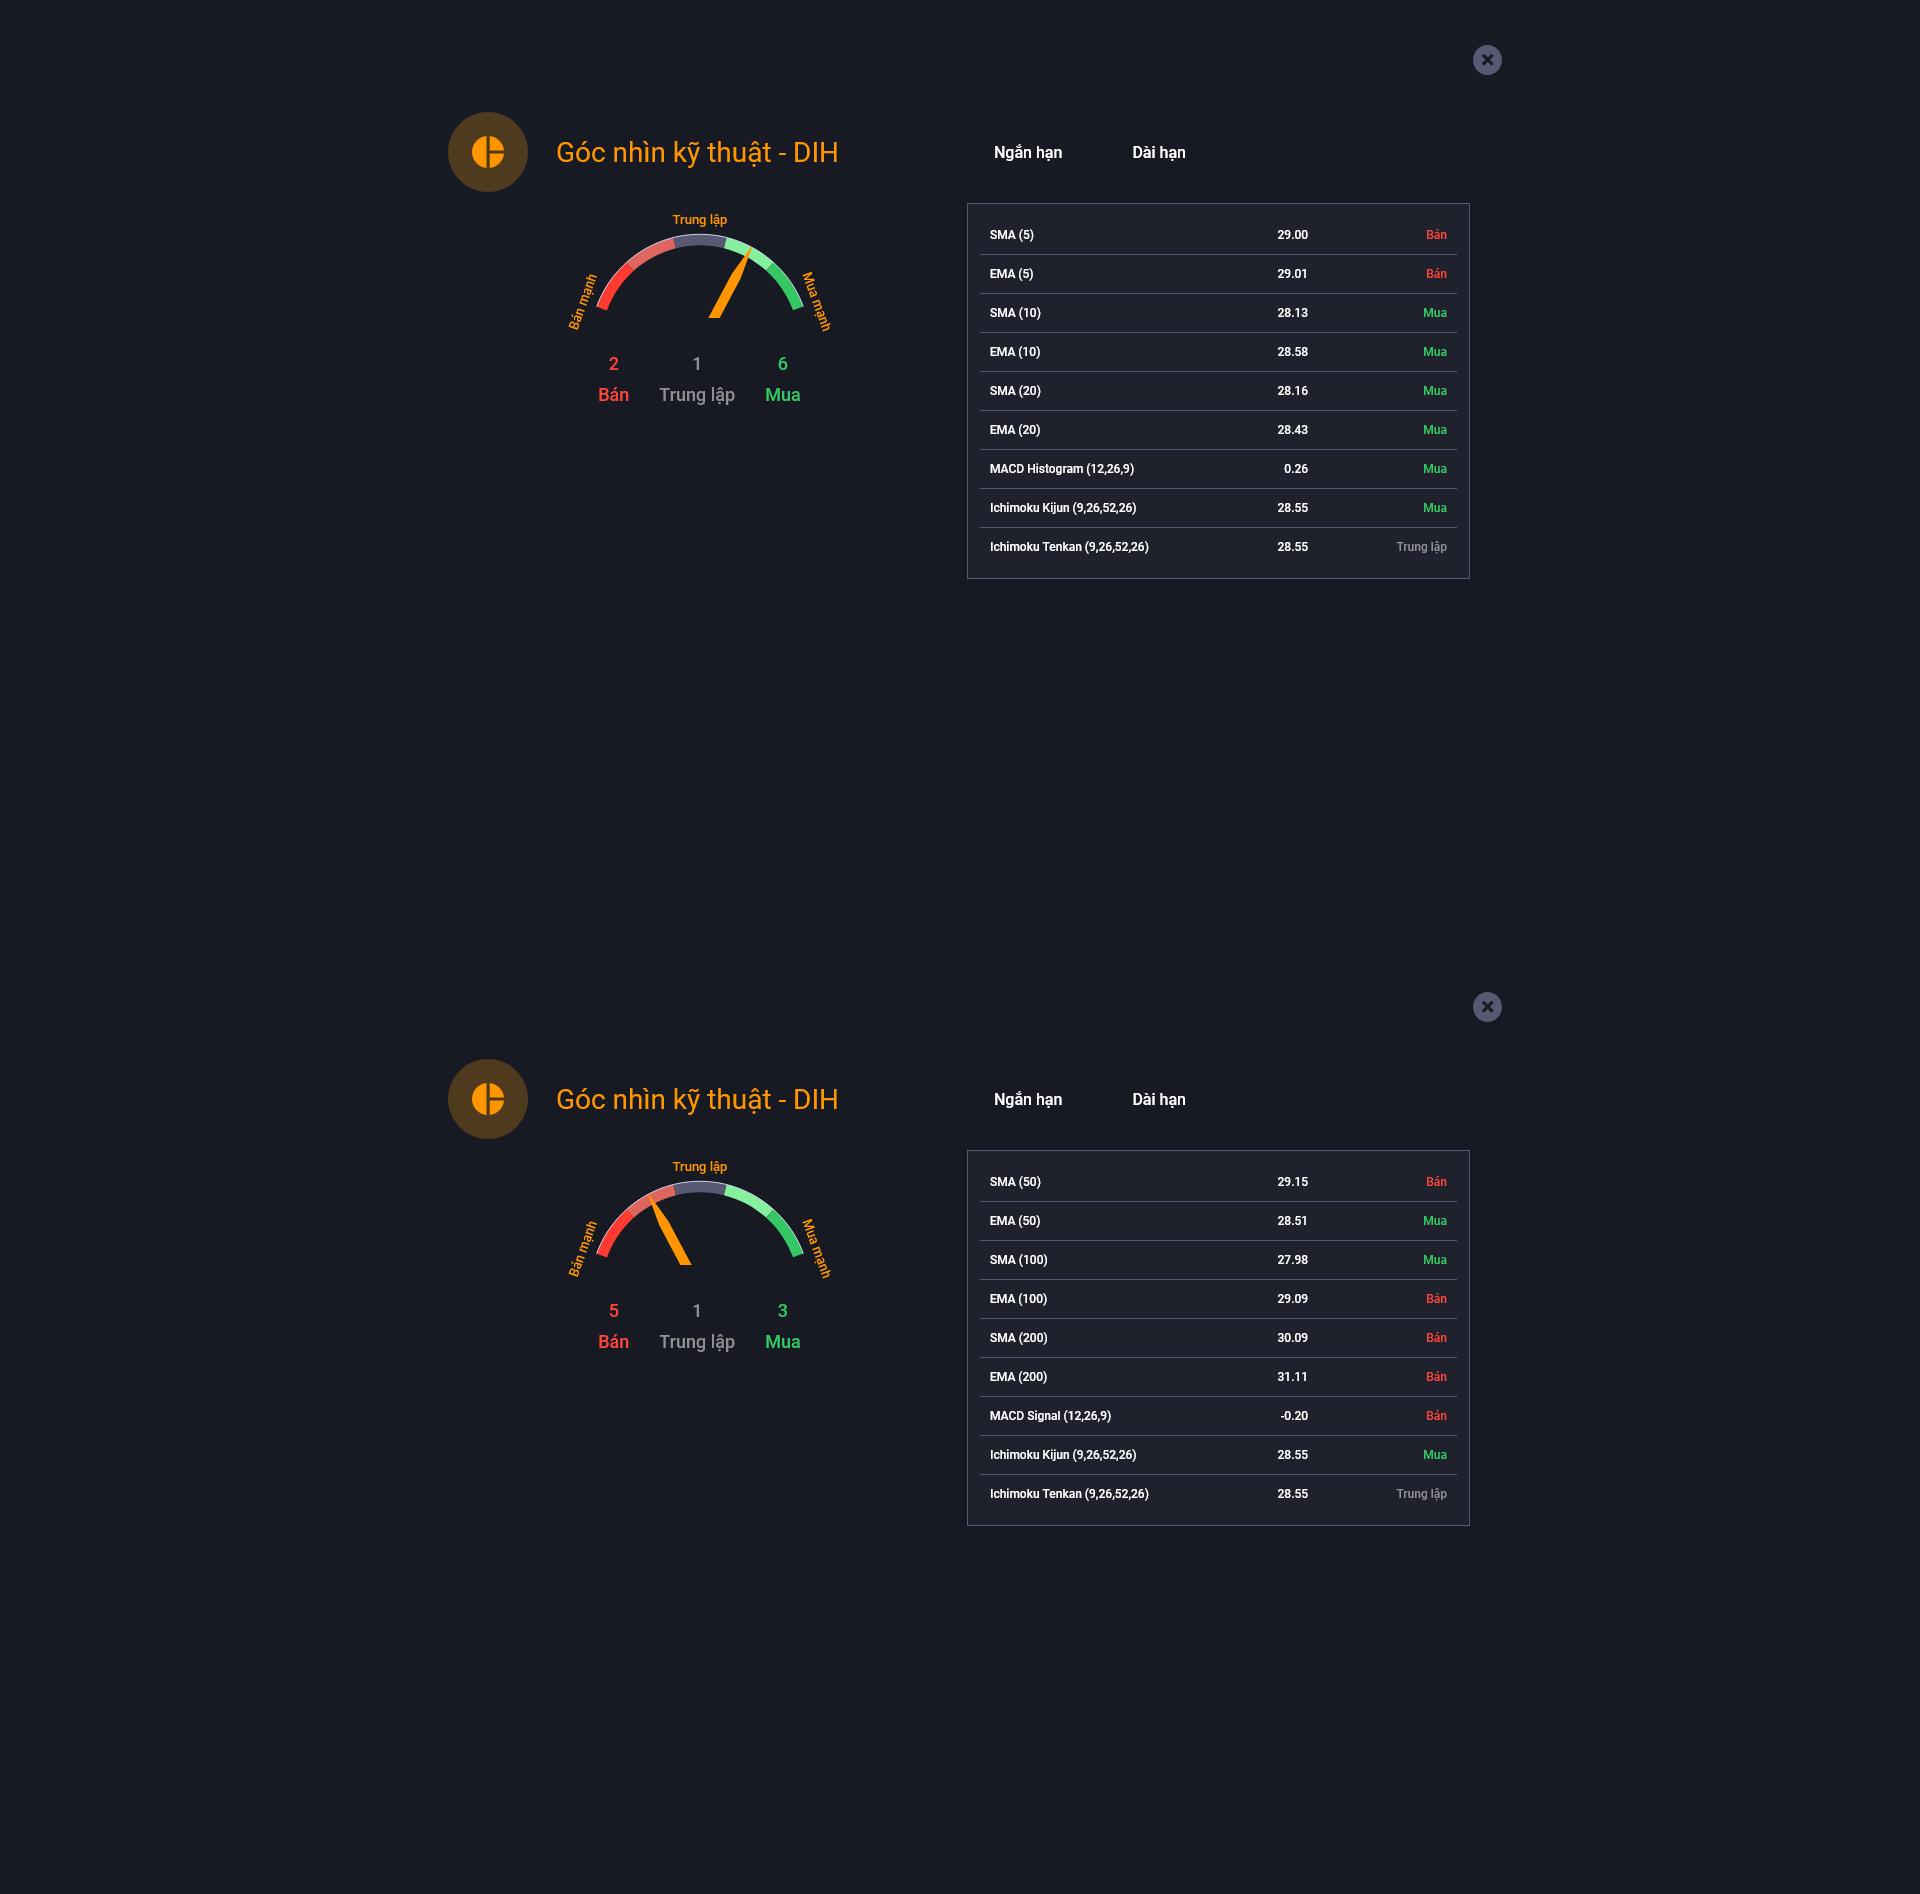 Góc nhìn kỹ thuật - DIH
Ngắn hạn Dài hạn
Trung lập
Bán mạnh
Mua mạnh
2 1 6
Bán Trung lập Mua
SMA (5) 29.00 Bán
EMA (5) 29.01 Bán
SMA (10) 28.13 Mua
EMA (10) 28.58 Mua
SMA (20) 28.16 Mua
EMA (20) 28.43 Mua
MACD Histogram (12,26,9) 0.26 Mua
Ichimoku Kijun (9,26,52,26) 28.55 Mua
Ichimoku Tenkan (9,26,52,26) 28.55 Trung lập
Góc nhìn kỹ thuật - DIH
Ngắn hạn Dài hạn
Trung lập
Bán mạnh
Mua mạnh
5 1 3
Bán Trung lập Mua
SMA (50) 29.15 Bán
EMA (50) 28.51 Mua
SMA (100) 27.98 Mua
EMA (100) 29.09 Bán
SMA (200) 30.09 Bán
EMA (200) 31.11 Bán
MACD Signal (12,26,9) -0.20 Bán
Ichimoku Kijun (9,26,52,26) 28.55 Mua
Ichimoku Tenkan (9,26,52,26) 28.55 Trung lập